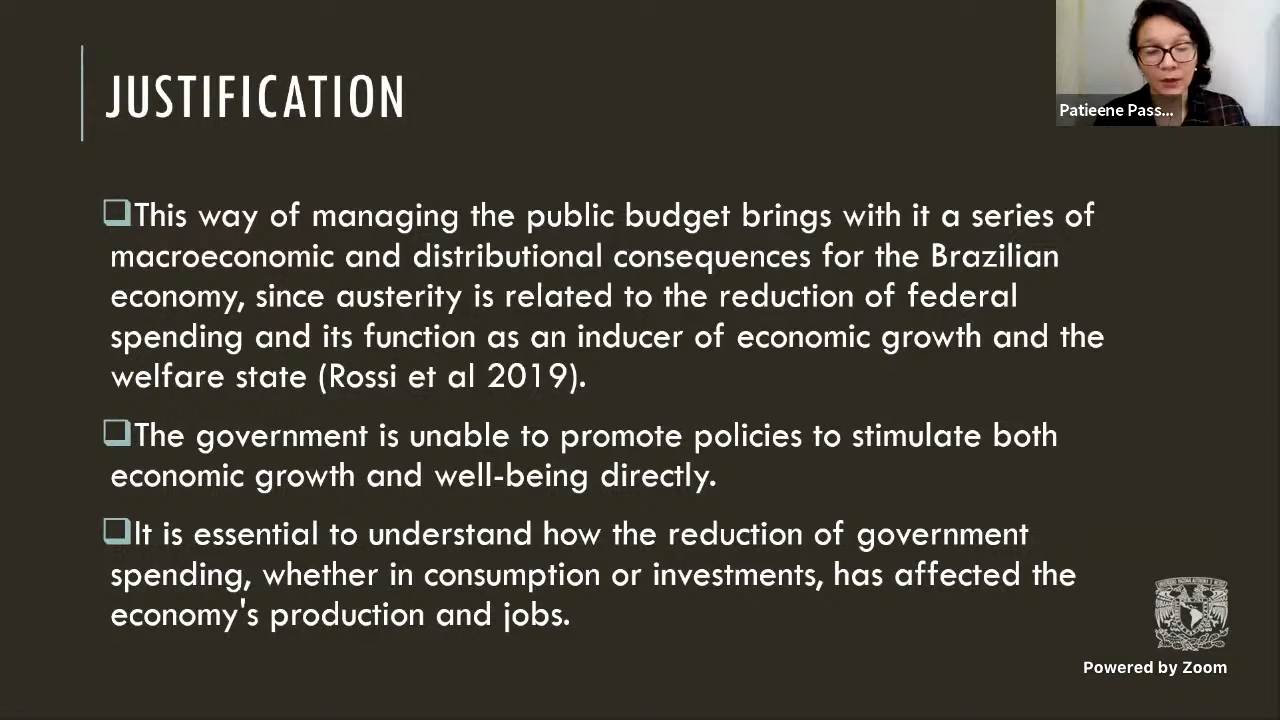 JUSTIFICATION
Patieene Pass...
This way of managing the public budget brings with it a series of
macroeconomic and distributional consequences for the Brazilian
economy, since austerity is related to the reduction of federal
spending and its function as an inducer of economic growth and the
welfare state (Rossi et al 2019).
The government is unable to promote policies to stimulate both
economic growth and well-being directly.
It is essential to understand how the reduction of government
spending, whether in consumption or investments, has affected the
economy's production and jobs.
Powered by Zoom